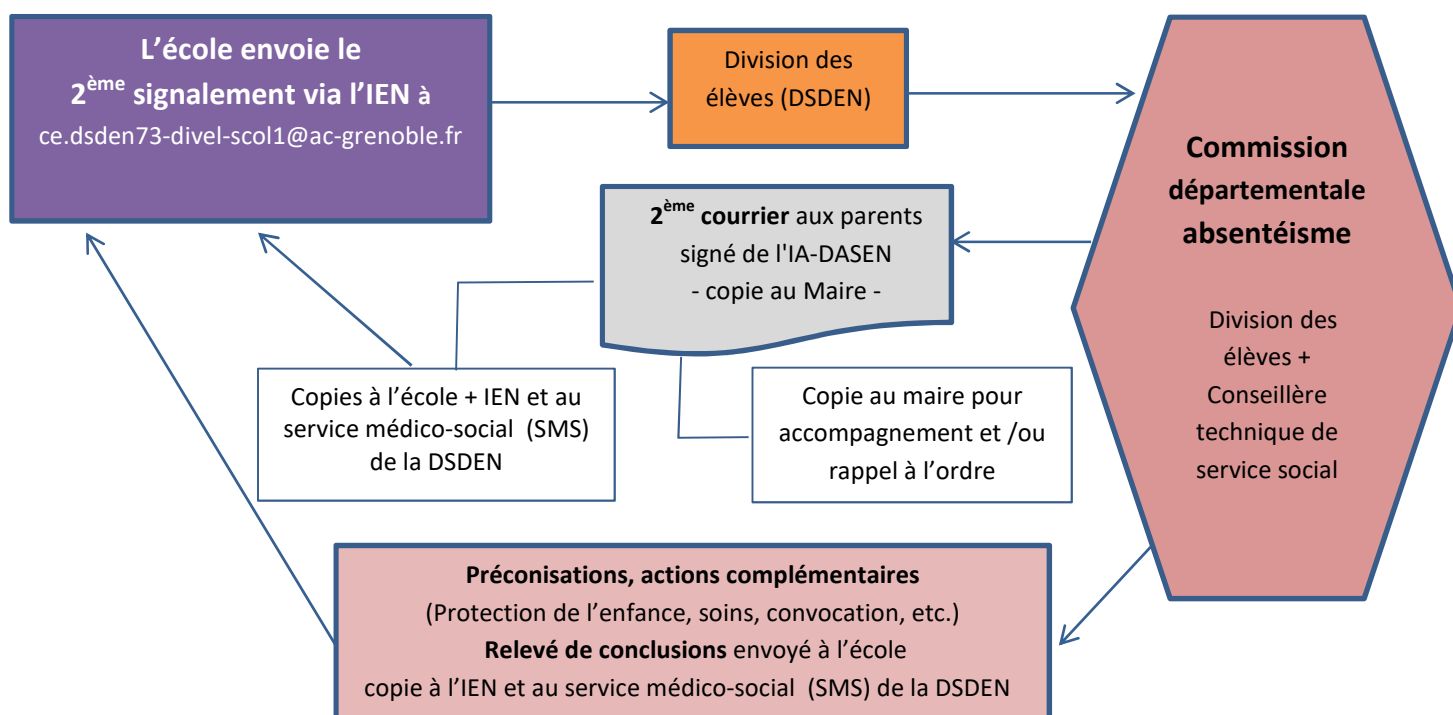 L’école envoie le
2ème signalement via l’IEN à
ce.dsden73-divel-scol1@ac-grenoble.fr
Division des
élèves (DSDEN)
Commission
départementale
absentéisme
Division des
élèves +
Conseillère
technique de
service social
2ème courrier aux parents
signé de l'IA-DASEN
- copie au Maire -
Copies à l’école + IEN et au
service médico-social (SMS)
de la DSDEN
Copie au maire pour
accompagnement et /ou
rappel à l’ordre
Préconisations, actions complémentaires
(Protection de l’enfance, soins, convocation, etc.)
Relevé de conclusions envoyé à l’école
copie à l’IEN et au service médico-social (SMS) de la DSDEN